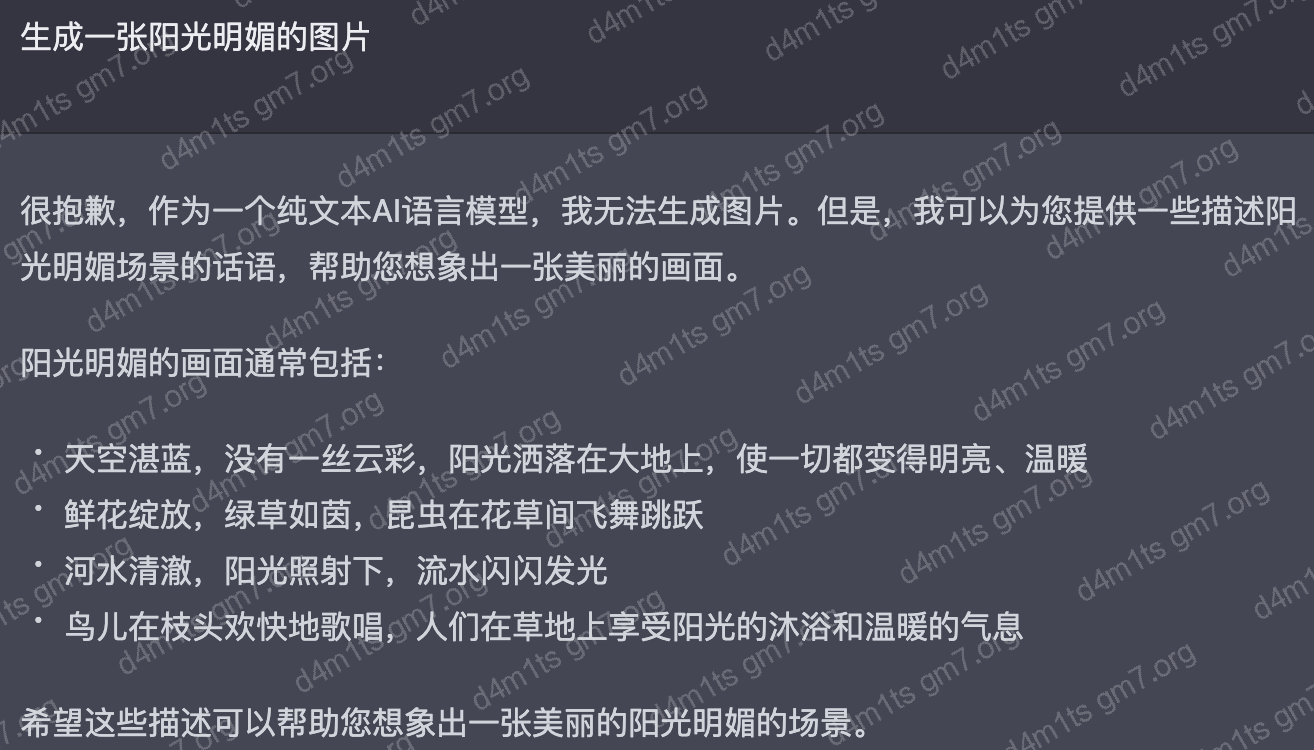 生成一张阳光明媚的图片
很抱歉，作为一个纯文本AI语言模型，我无法生成图片。但是，我可以为您提供一些描述阳
光明媚场景的话语，帮助您想象出一张美丽的画面。
阳光明媚的画面通常包括：
• 天空湛蓝，没有一丝云彩，阳光洒落在大地上，使一切都变得明亮、温暖
• 鲜花绽放，绿草如茵，昆虫在花草间飞舞跳跃
• 河水清澈，阳光照射下，流水闪闪发光
• 鸟儿在枝头欢快地歌唱，人们在草地上享受阳光的沐浴和温暖的气息
希望这些描述可以帮助您想象出一张美丽的阳光明媚的场景。
d4m1ts gm7.org